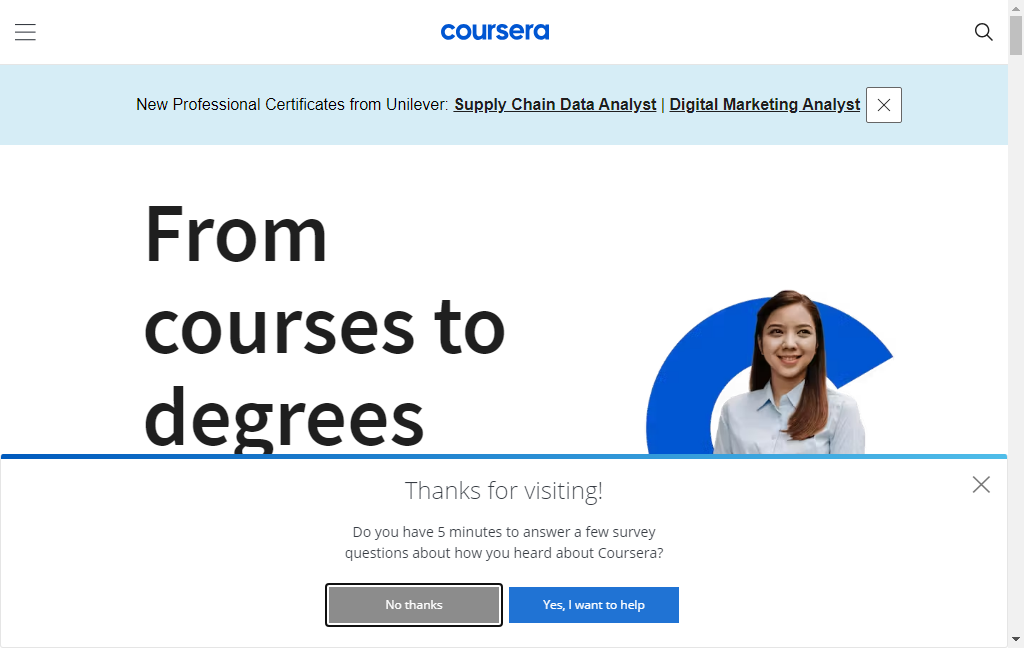 coursera
New Professional Certificates from Unilever: Supply Chain Data Analyst | Digital Marketing Analyst
From
courses to
degrees
Thanks for visiting!
Do you have 5 minutes to answer a few survey
questions about how you heard about Coursera?
No thanks
Yes, I want to help